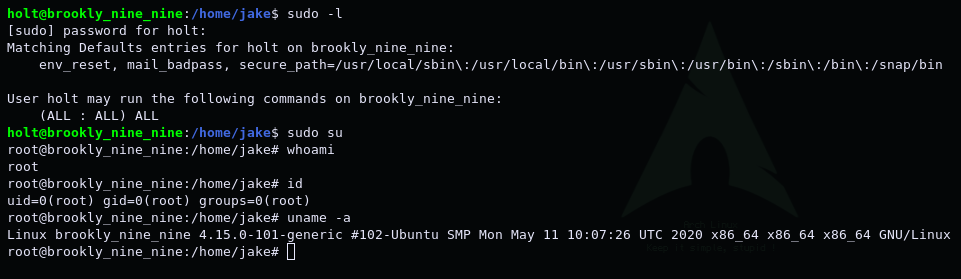 holt@brookly_nine_nine:/home/jake$ sudo -l
[sudo] password for holt:
Matching Defaults entries for holt on brookly_nine_nine:
    env_reset, mail_badpass, secure_path=/usr/local/sbin\:/usr/local/bin\:/usr/sbin\:/usr/bin\:/sbin\:/bin\:/snap/bin

User holt may run the following commands on brookly_nine_nine:
    (ALL : ALL) ALL
holt@brookly_nine_nine:/home/jake$ sudo su
root@brookly_nine_nine:/home/jake# whoami
root
root@brookly_nine_nine:/home/jake# id
uid=0(root) gid=0(root) groups=0(root)
root@brookly_nine_nine:/home/jake# uname -a
Linux brookly_nine_nine 4.15.0-101-generic #102-Ubuntu SMP Mon May 11 10:07:26 UTC 2020 x86_64 x86_64 x86_64 GNU/Linux
root@brookly_nine_nine:/home/jake#